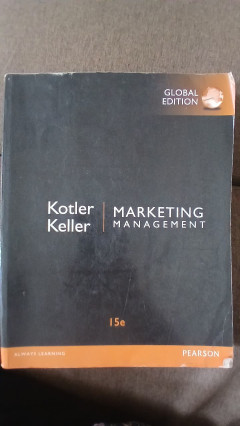 GLOBAL
EDITION
Kotler
Keller
MARKETING
MANAGEMENT
15e
ALWAYS LEARNING
PEARSON